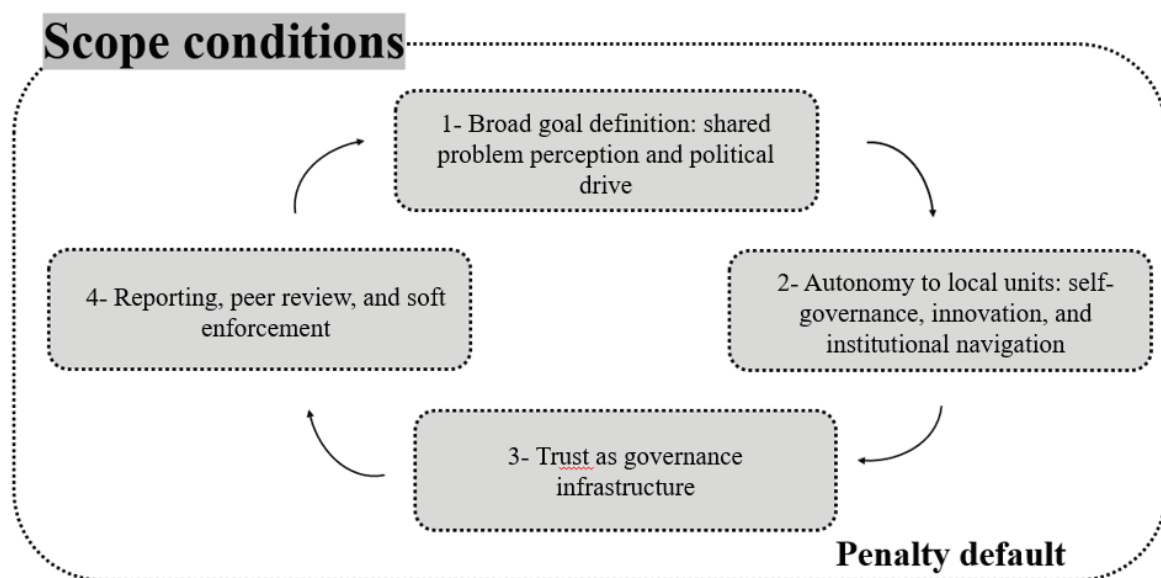 Scope conditions
1- Broad goal definition: shared
problem perception and political
drive
4- Reporting, peer review, and soft
enforcement
2- Autonomy to local units: self-
governance, innovation, and
institutional navigation
3- Trust as governance
infrastructure
Penalty default